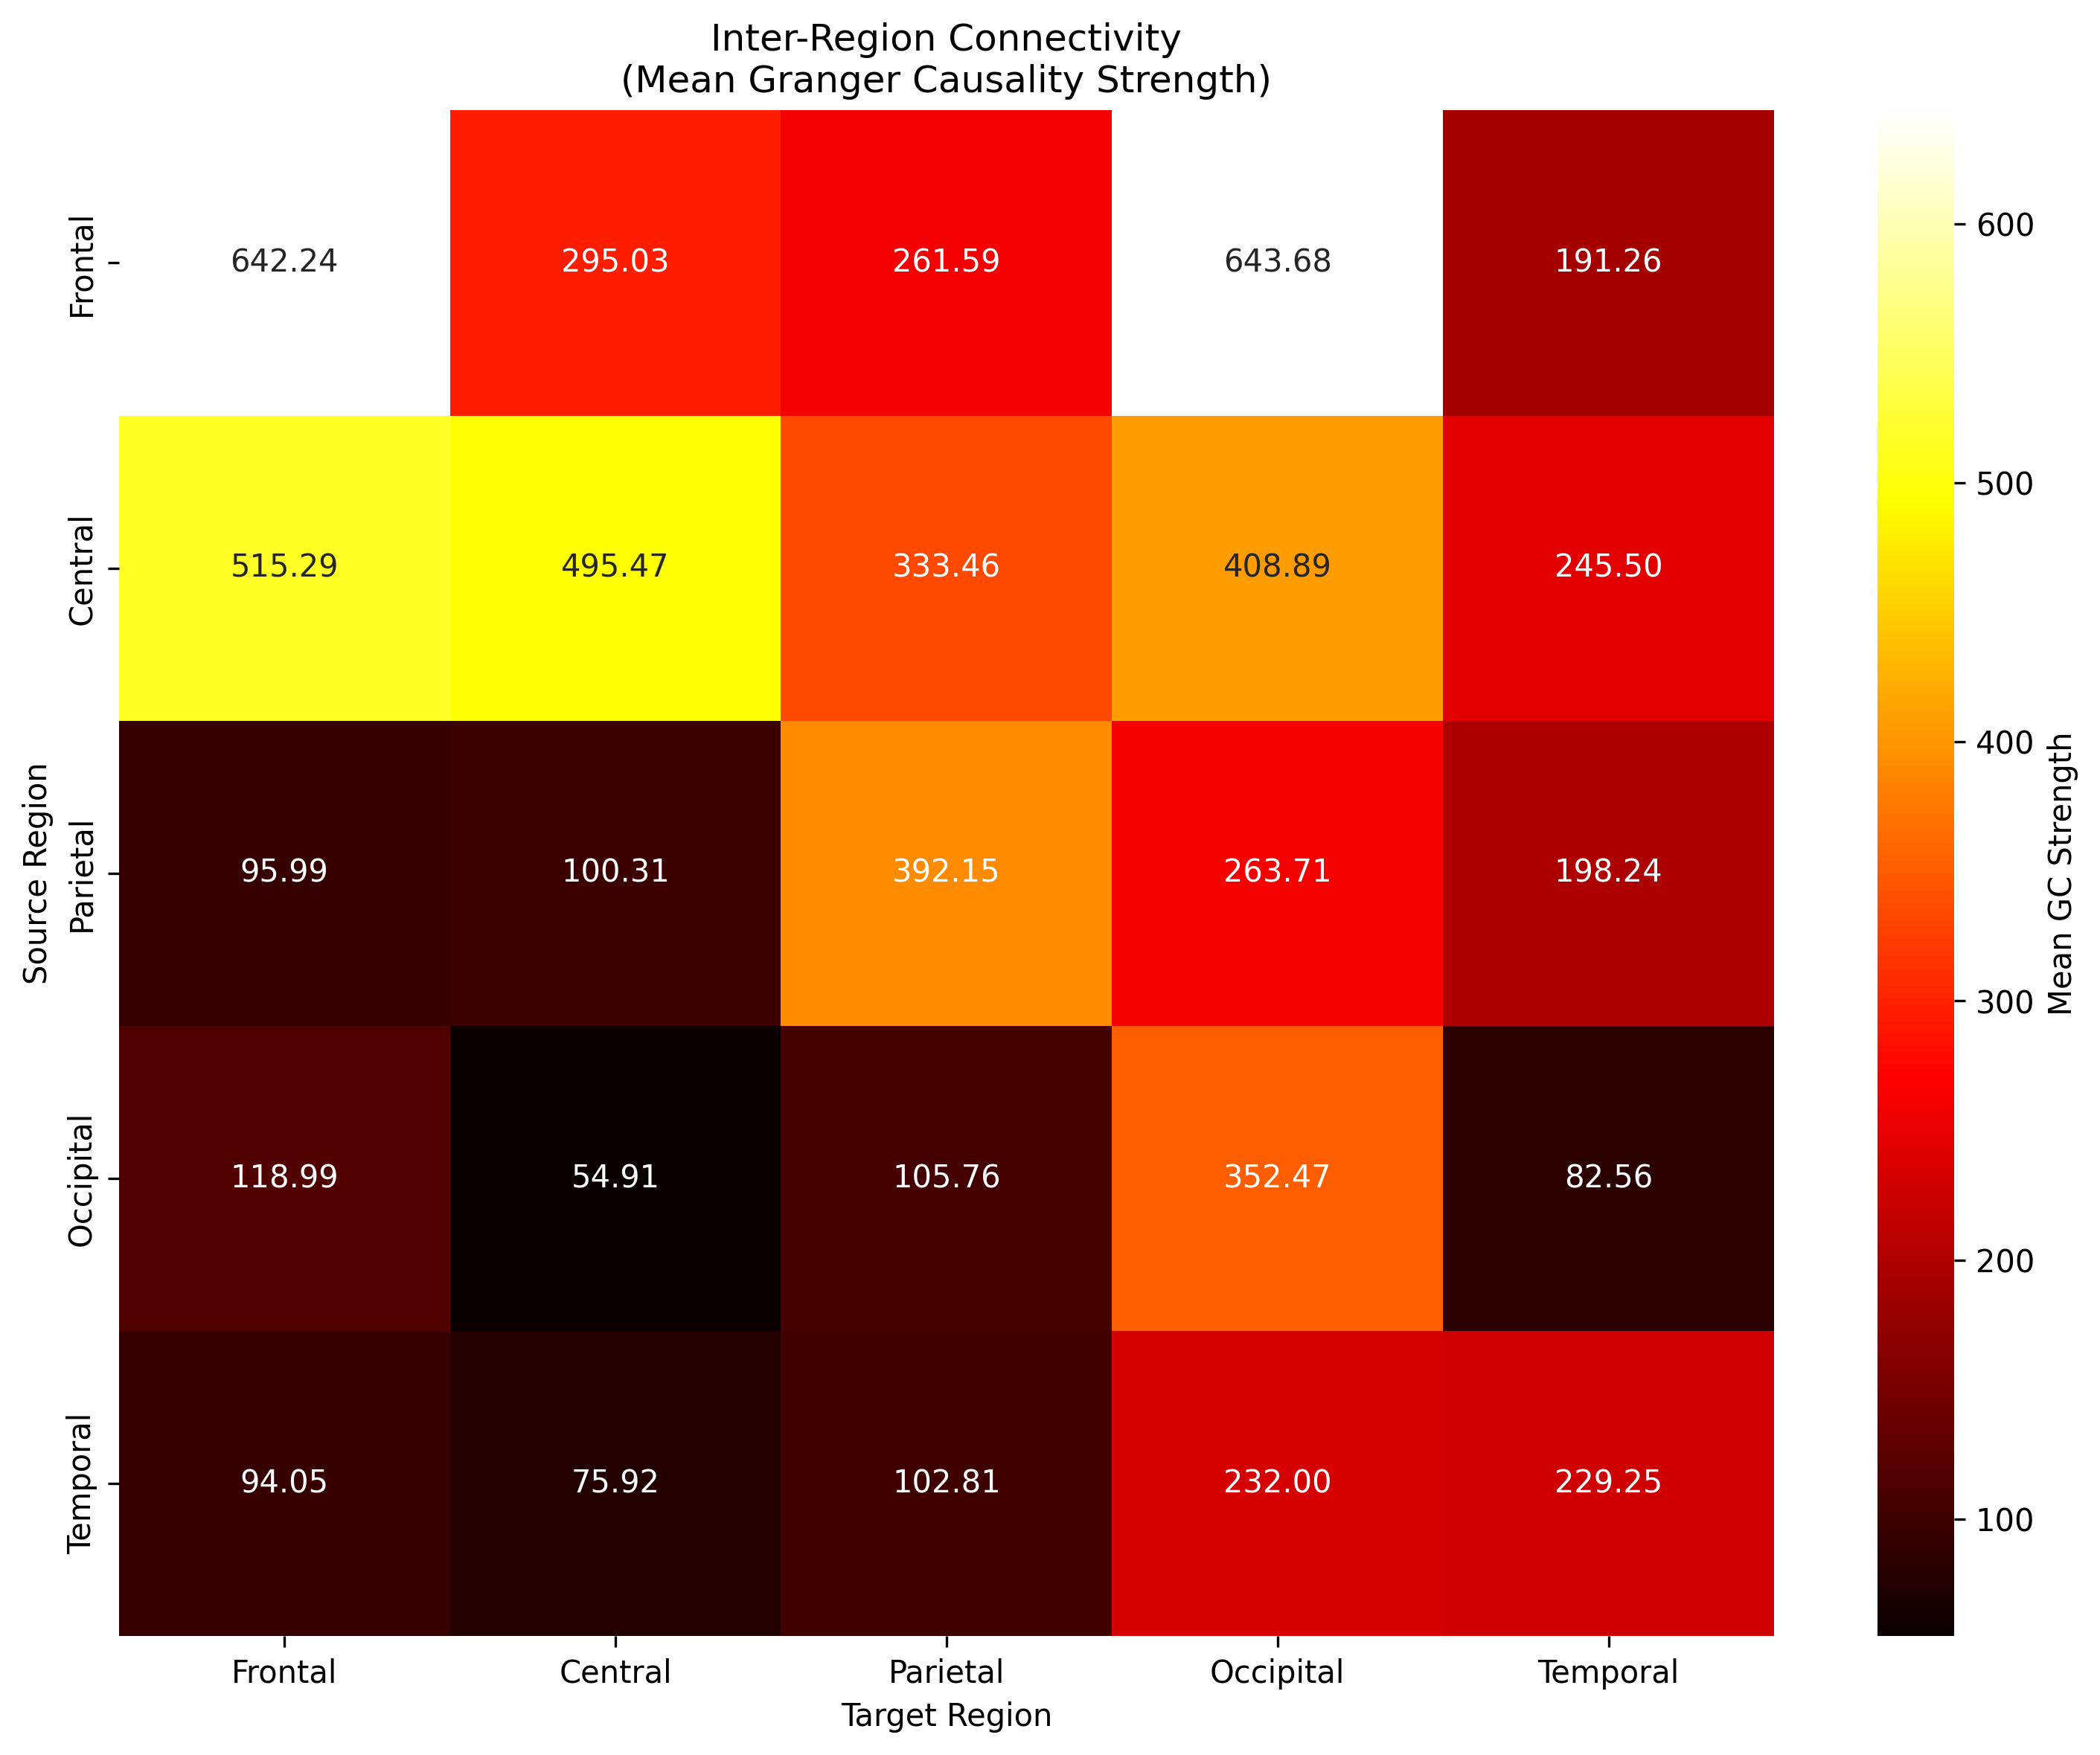 Inter-Region Connectivity
(Mean Granger Causality Strength)
Source Region
Frontal
642.24 295.03 261.59 643.68 191.26
Central
515.29 495.47 333.46 408.89 245.50
Parietal
95.99 100.31 392.15 263.71 198.24
Occipital
118.99 54.91 105.76 352.47 82.56
Temporal
94.05 75.92 102.81 232.00 229.25
Frontal Central Parietal Occipital Temporal
Target Region
600
500
400
300
200
100
Mean GC Strength